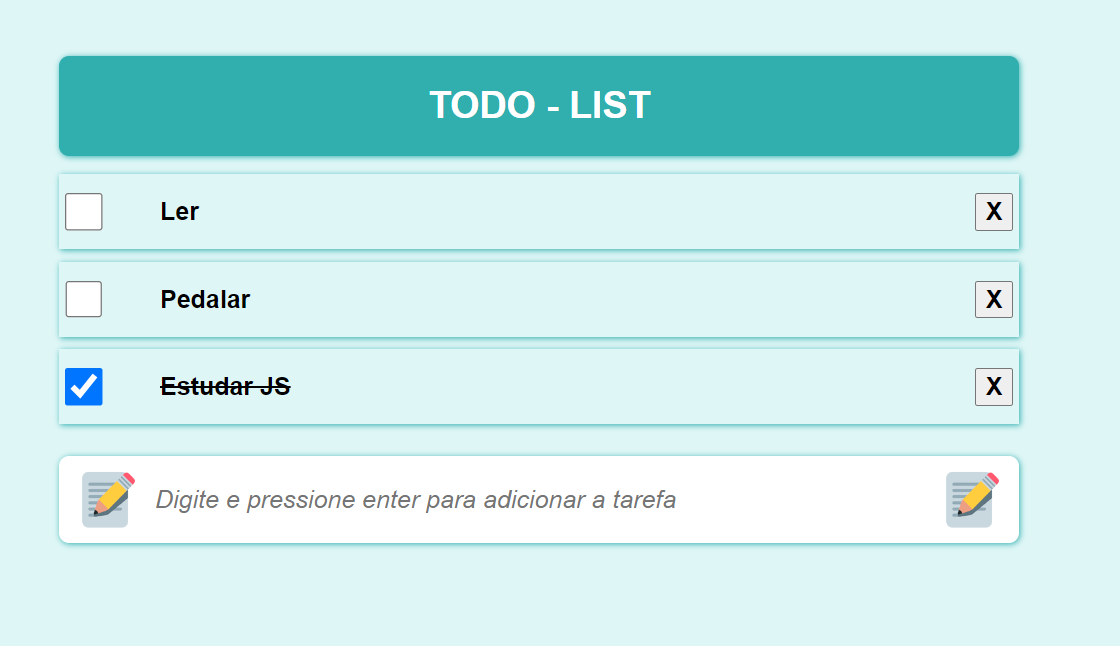 TODO - LIST
Ler X
Pedalar X
Estudar JS X
Digite e pressione enter para adicionar a tarefa